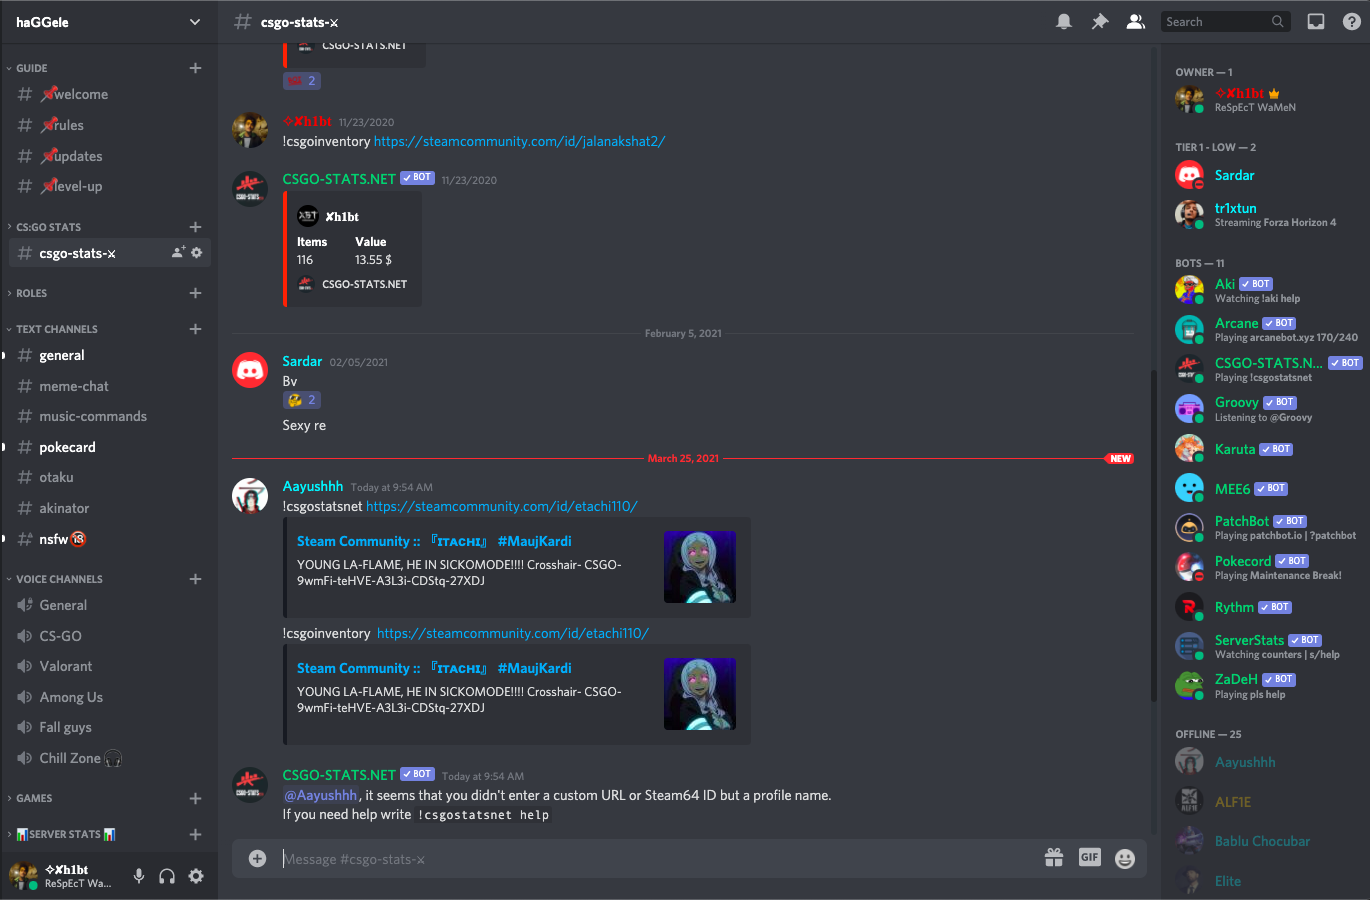 haGGele
GUIDE
welcome
rules
updates
level-up
CS:GO STATS
csgo-stats-⚔
ROLES
TEXT CHANNELS
general
meme-chat
music-commands
pokecard
otaku
akinator
nsfw🔞
VOICE CHANNELS
General
CS-GO
Valorant
Among Us
Fall guys
Chill Zone 🎧
GAMES
📊SERVER STATS 📊
✧✘h1bt
ReSpEcT Wa...
csgo-stats-⚔
Search
CSGO-STATS.NET
2
✧✘h1bt 11/23/2020
!csgoinventory https://steamcommunity.com/id/jalanakshat2/
CSGO-STATS.NET ✓ BOT 11/23/2020
✘h1bt
Items Value
116 13.55 $
CSGO-STATS.NET
February 5, 2021
Sardar 02/05/2021
Bv
2
Sexy re
March 25, 2021 NEW
Aayushhh Today at 9:54 AM
!csgostatsnet https://steamcommunity.com/id/etachi110/
Steam Community :: 『ɪᴛᴀᴄʜɪ』 #MaujKardi
YOUNG LA-FLAME, HE IN SICKOMODE!!!! Crosshair- CSGO-
9wmFi-teHVE-A3L3i-CDStq-27XDJ
!csgoinventory https://steamcommunity.com/id/etachi110/
Steam Community :: 『ɪᴛᴀᴄʜɪ』 #MaujKardi
YOUNG LA-FLAME, HE IN SICKOMODE!!!! Crosshair- CSGO-
9wmFi-teHVE-A3L3i-CDStq-27XDJ
CSGO-STATS.NET ✓ BOT Today at 9:54 AM
@Aayushhh, it seems that you didn't enter a custom URL or Steam64 ID but a profile name.
If you need help write !csgostatsnet help
Message #csgo-stats-⚔
GIF
OWNER — 1
✧✘h1bt
ReSpEcT WaMeN
TIER 1 - LOW — 2
Sardar
tr1xtun
Streaming Forza Horizon 4
BOTS — 11
Aki ✓ BOT
Watching !aki help
Arcane ✓ BOT
Playing arcanebot.xyz 170/240
CSGO-STATS.N... ✓ BOT
Playing !csgostatsnet
Groovy ✓ BOT
Listening to @Groovy
Karuta ✓ BOT
MEE6 ✓ BOT
PatchBot ✓ BOT
Playing patchbot.io | ?patchbot
Pokecord ✓ BOT
Playing Maintenance Break!
Rythm ✓ BOT
ServerStats ✓ BOT
Watching counters | s/help
ZaDeH ✓ BOT
Playing pls help
OFFLINE — 25
Aayushhh
ALF1E
Bablu Chocubar
Elite